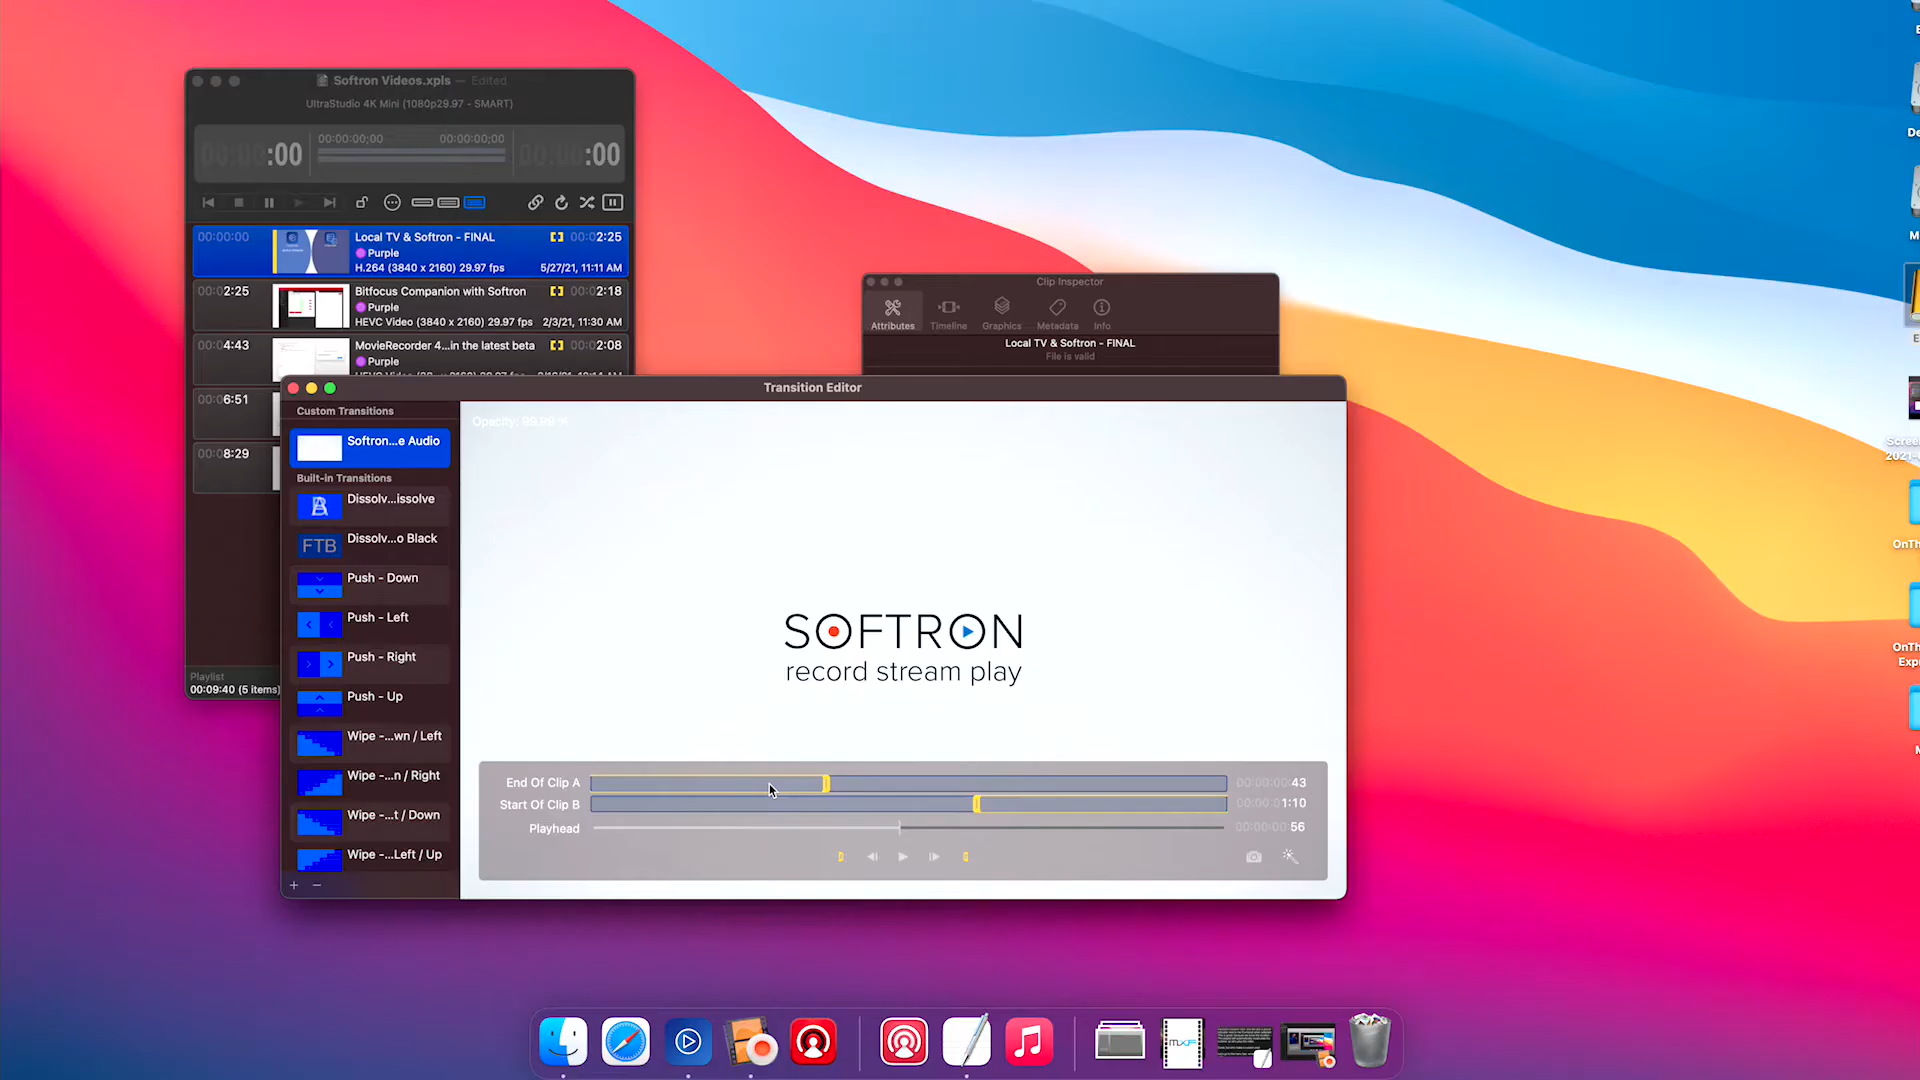 Softron Videos.xpls — Edited
UltraStudio 4K Mini (1080p29.97 - SMART)
00:00:00;00 00:00:00;00
00:00:00 00:00:00
00:00:00 Local TV & Softron - FINAL 00:02:25
Purple
H.264 (3840 x 2160) 29.97 fps 5/27/21, 11:11 AM
00:02:25 Bitfocus Companion with Softron 00:02:18
Purple
HEVC Video (3840 x 2160) 29.97 fps 2/3/21, 11:30 AM
00:04:43 MovieRecorder 4...in the latest beta 00:02:08
Purple
00:06:51
00:08:29
Playlist
00:09:40 (5 items)
Clip Inspector
Attributes Timeline Graphics Metadata Info
Local TV & Softron - FINAL
File is valid
Transition Editor
Custom Transitions
Softron...e Audio
Built-in Transitions
Dissolv...issolve
FTB Dissolv...o Black
Push - Down
Push - Left
Push - Right
Push - Up
Wipe -...wn / Left
Wipe -...n / Right
Wipe -...t / Down
Wipe -...Left / Up
Opacity: 99.99 %
SOFTRON
record stream play
End Of Clip A 00:00:00:43
Start Of Clip B 00:00:01:10
Playhead 00:00:00:56
MXF